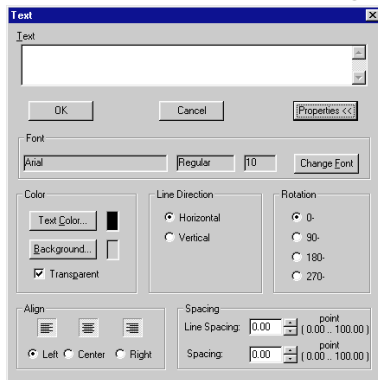 Text
Text
OK Cancel Properties <<
Font
Arial Regular 10 Change Font
Color Line Direction Rotation
Text Color... Horizontal 0-
Background... Vertical 90-
Transparent 180-
270-
Align Spacing
Line Spacing: 0.00 point ( 0.00 .. 100.00 )
Left Center Right Spacing: 0.00 point ( 0.00 .. 100.00 )